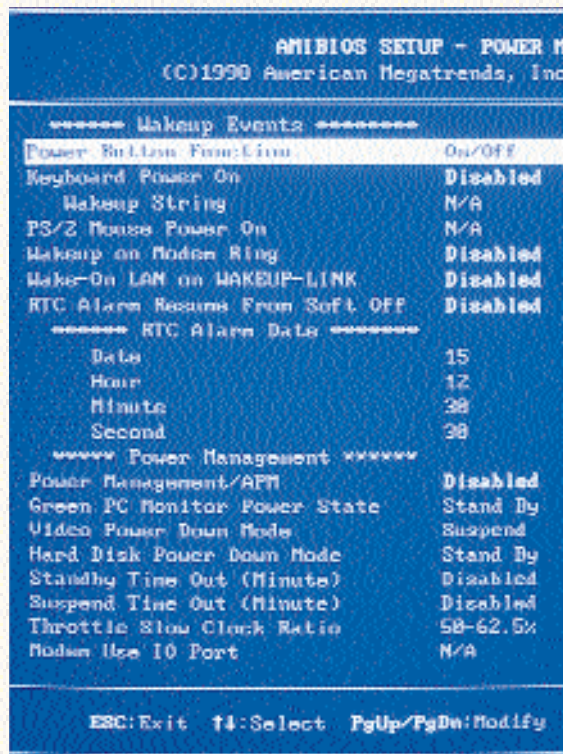 AMIBIOS SETUP - POWER M
(C)1990 American Megatrends, Inc
****** Wakeup Events ********
Power Button Function On/Off
Keyboard Power On Disabled
Wakeup String N/A
PS/2 Mouse Power On N/A
Wakeup on Modem Ring Disabled
Wake-On LAN on WAKEUP-LINK Disabled
RTC Alarm Resume From Soft Off Disabled
****** RTC Alarm Date *******
Date 15
Hour 12
Minute 30
Second 30
***** Power Management ******
Power Management/APM Disabled
Green PC Monitor Power State Stand By
Video Power Down Mode Suspend
Hard Disk Power Down Mode Stand By
Standby Time Out (Minute) Disabled
Suspend Time Out (Minute) Disabled
Throttle Slow Clock Ratio 50-62.5%
Modem Use IO Port N/A
ESC:Exit ↑↓:Select PgUp/PgDn:Modify